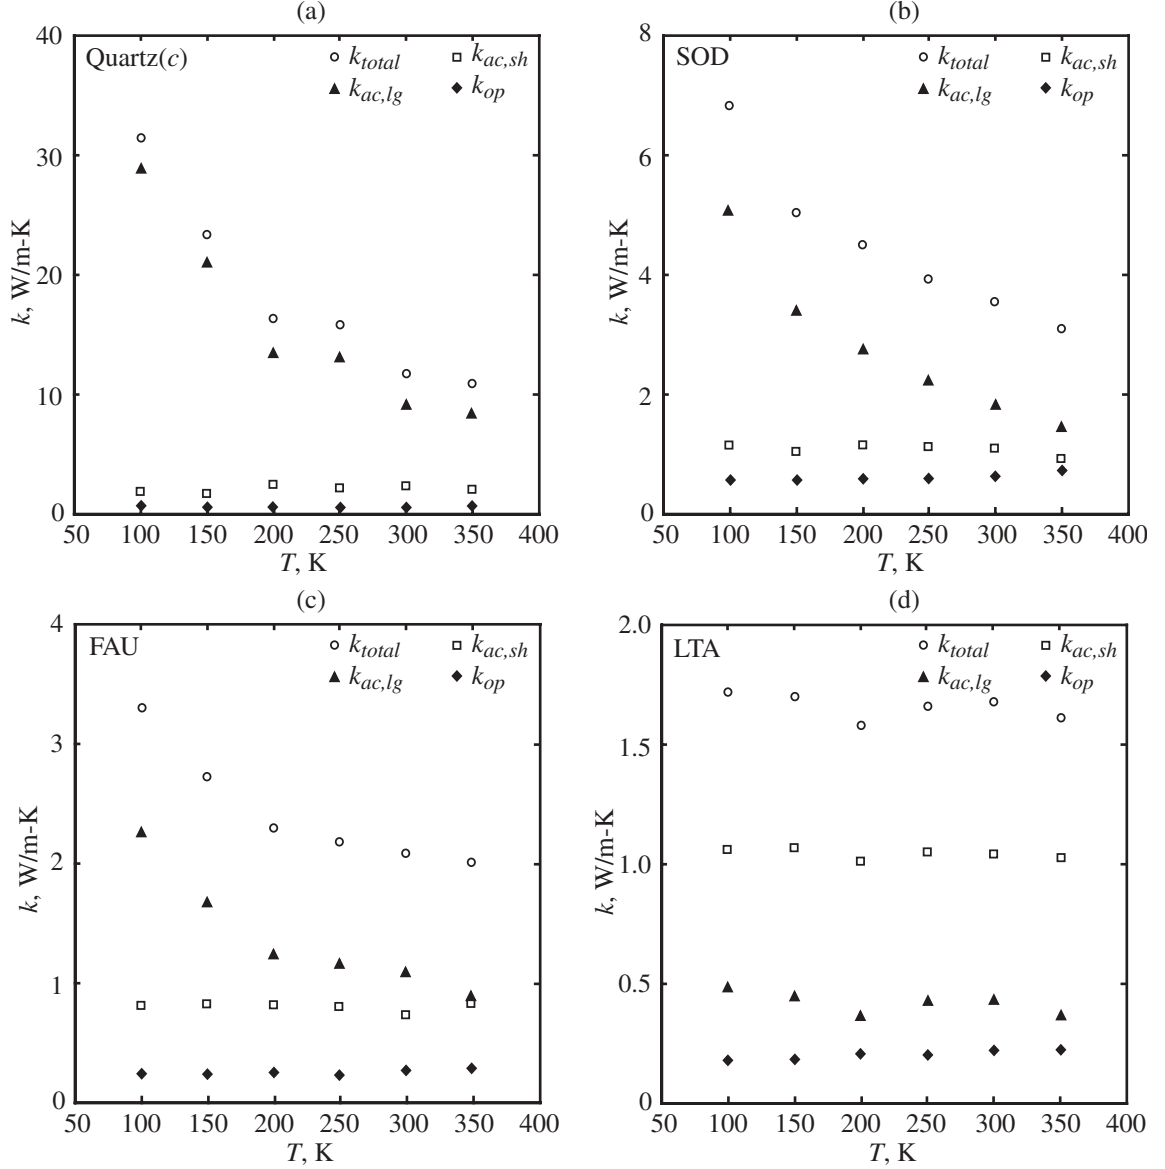 (a)
40
30
20
10
0
k, W/m-K
Quartz(c)
k_total
k_ac,sh
k_ac,lg
k_op
50 100 150 200 250 300 350 400
T, K
(b)
8
6
4
2
0
k, W/m-K
SOD
k_total
k_ac,sh
k_ac,lg
k_op
50 100 150 200 250 300 350 400
T, K
(c)
4
3
2
1
0
k, W/m-K
FAU
k_total
k_ac,sh
k_ac,lg
k_op
50 100 150 200 250 300 350 400
T, K
(d)
2.0
1.5
1.0
0.5
0
k, W/m-K
LTA
k_total
k_ac,sh
k_ac,lg
k_op
50 100 150 200 250 300 350 400
T, K